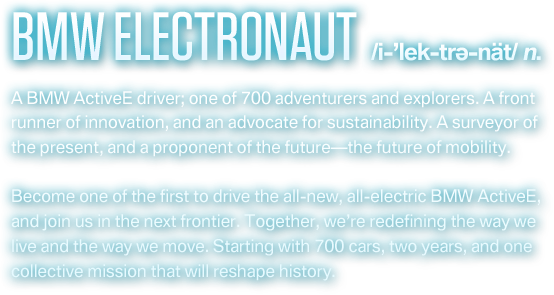 BMW ELECTRONAUT /i-'lek-trə-nät/ n.
A BMW ActiveE driver; one of 700 adventurers and explorers. A front
runner of innovation, and an advocate for sustainability. A surveyor of
the present, and a proponent of the future—the future of mobility.
Become one of the first to drive the all-new, all-electric BMW ActiveE,
and join us in the next frontier. Together, we're redefining the way we
live and the way we move. Starting with 700 cars, two years, and one
collective mission that will reshape history.